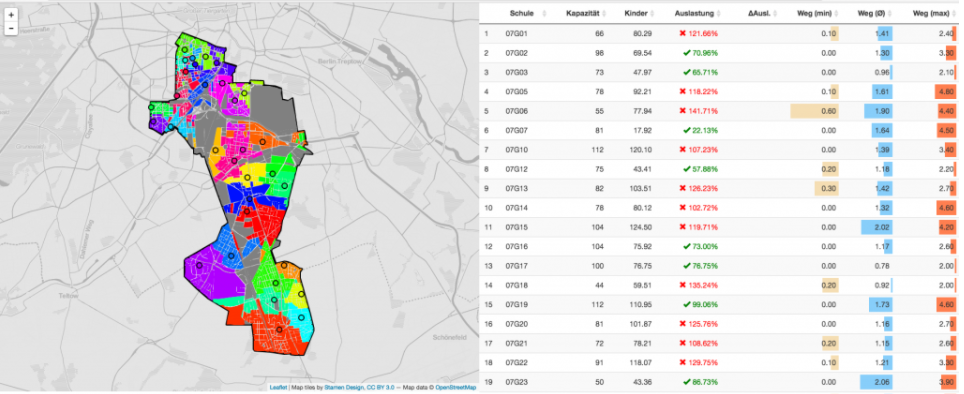 +
−
Berlin-Treptow
Teltow
Schönefeld
Leaflet | Map tiles by Stamen Design, CC BY 3.0 — Map data © OpenStreetMap
Schule Kapazität Kinder Auslastung ΔAusl. Weg (min) Weg (Ø) Weg (max)
1 07G01 66 80.29 ✖ 121.66% 0.10 1.41 2.40
2 07G02 98 69.54 ✔ 70.96% 0.00 1.30 3.30
3 07G03 73 47.97 ✔ 65.71% 0.00 0.96 2.10
4 07G05 78 92.21 ✖ 118.22% 0.10 1.61 4.60
5 07G06 55 77.94 ✖ 141.71% 0.60 1.90 4.40
6 07G07 81 17.92 ✔ 22.13% 0.00 1.64 4.50
7 07G10 112 120.10 ✖ 107.23% 0.00 1.39 3.40
8 07G12 75 43.41 ✔ 57.88% 0.20 1.18 2.20
9 07G13 82 103.51 ✖ 126.23% 0.30 1.42 2.70
10 07G14 78 80.12 ✖ 102.72% 0.00 1.32 4.60
11 07G15 104 124.50 ✖ 119.71% 0.00 2.02 4.20
12 07G16 104 75.92 ✔ 73.00% 0.00 1.17 2.60
13 07G17 100 76.75 ✔ 76.75% 0.00 0.78 2.00
14 07G18 44 59.51 ✖ 135.24% 0.20 0.92 2.00
15 07G19 112 110.95 ✔ 99.06% 0.00 1.73 4.60
16 07G20 81 101.87 ✖ 125.76% 0.00 1.16 2.70
17 07G21 72 78.21 ✖ 108.62% 0.20 1.15 2.60
18 07G22 91 118.07 ✖ 129.75% 0.10 1.21 3.30
19 07G23 50 43.36 ✔ 86.73% 0.00 2.06 3.90